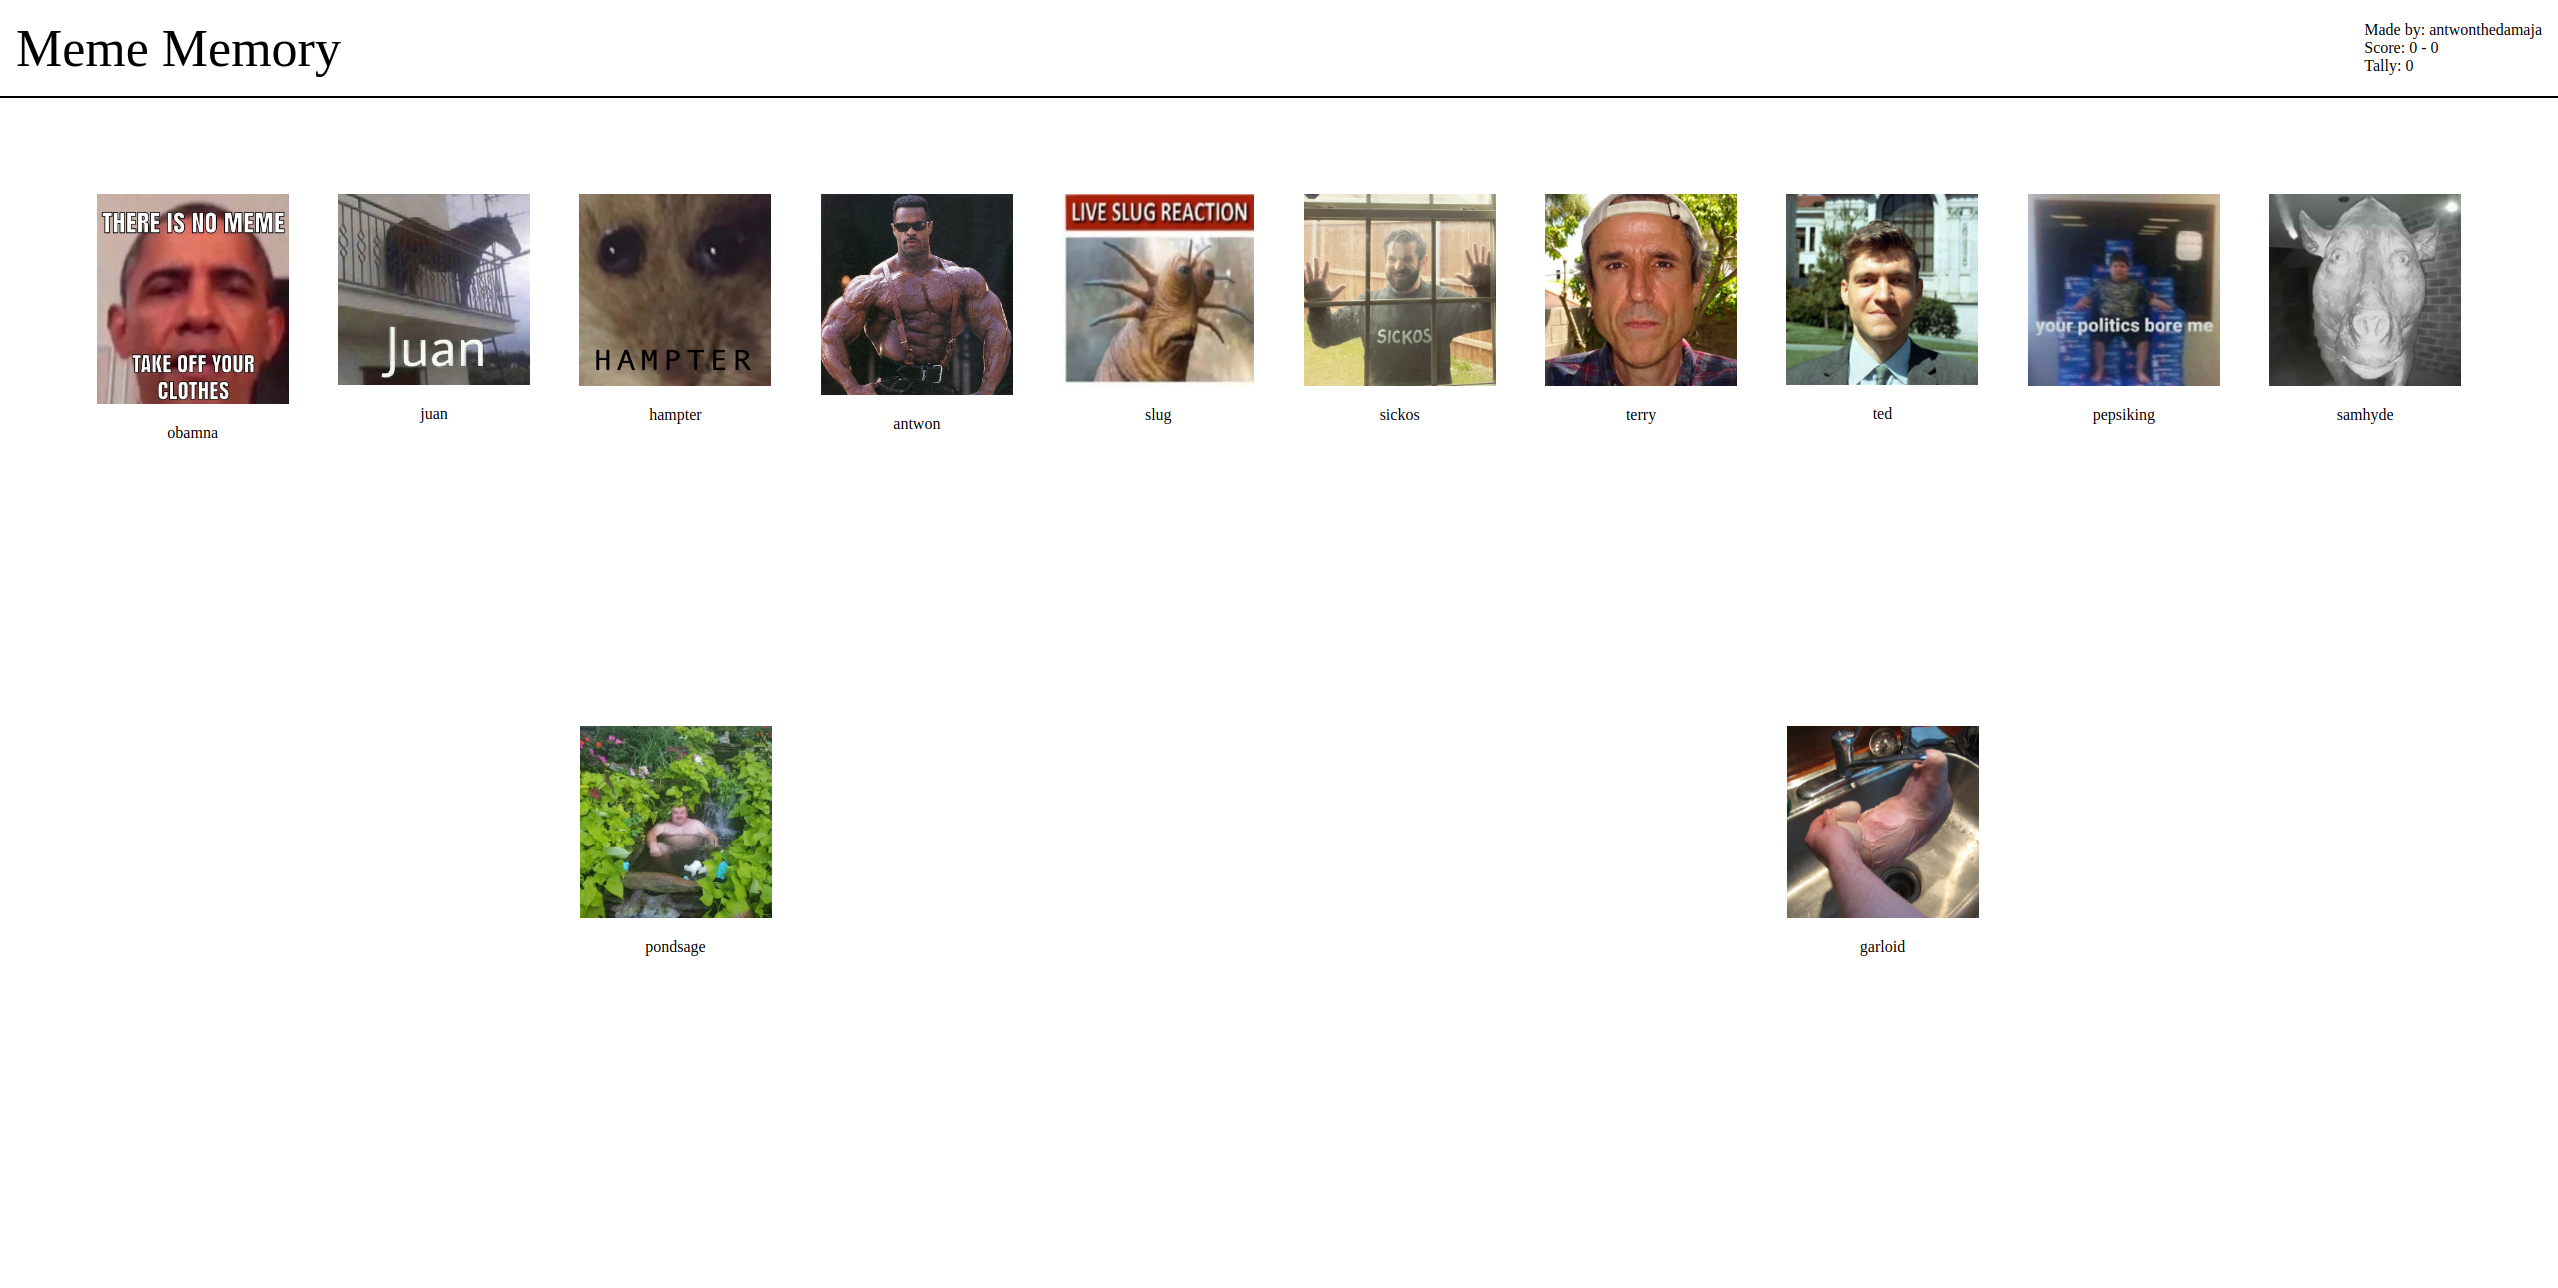 Meme Memory
Made by: antwonthedamaja
Score: 0 - 0
Tally: 0
THERE IS NO MEME
TAKE OFF YOUR
CLOTHES
obamna
Juan
juan
HAMPTER
hampter
antwon
LIVE SLUG REACTION
slug
SICKOS
sickos
terry
ted
your politics bore me
pepsiking
samhyde
pondsage
garloid